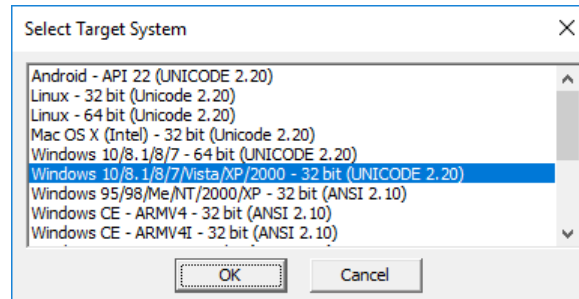 Select Target System
Android - API 22 (UNICODE 2.20)
Linux - 32 bit (Unicode 2.20)
Linux - 64 bit (Unicode 2.20)
Mac OS X (Intel) - 32 bit (Unicode 2.20)
Windows 10/8.1/8/7 - 64 bit (UNICODE 2.20)
Windows 10/8.1/8/7/Vista/XP/2000 - 32 bit (UNICODE 2.20)
Windows 95/98/Me/NT/2000/XP - 32 bit (ANSI 2.10)
Windows CE - ARMV4 - 32 bit (ANSI 2.10)
Windows CE - ARMV4I - 32 bit (ANSI 2.10)
OK
Cancel